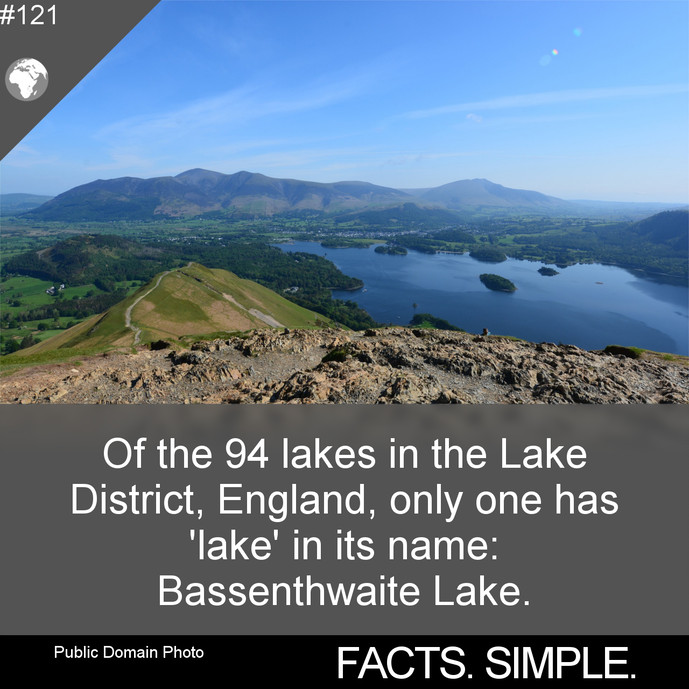 #121
Of the 94 lakes in the Lake
District, England, only one has
'lake' in its name:
Bassenthwaite Lake.
Public Domain Photo
FACTS. SIMPLE.